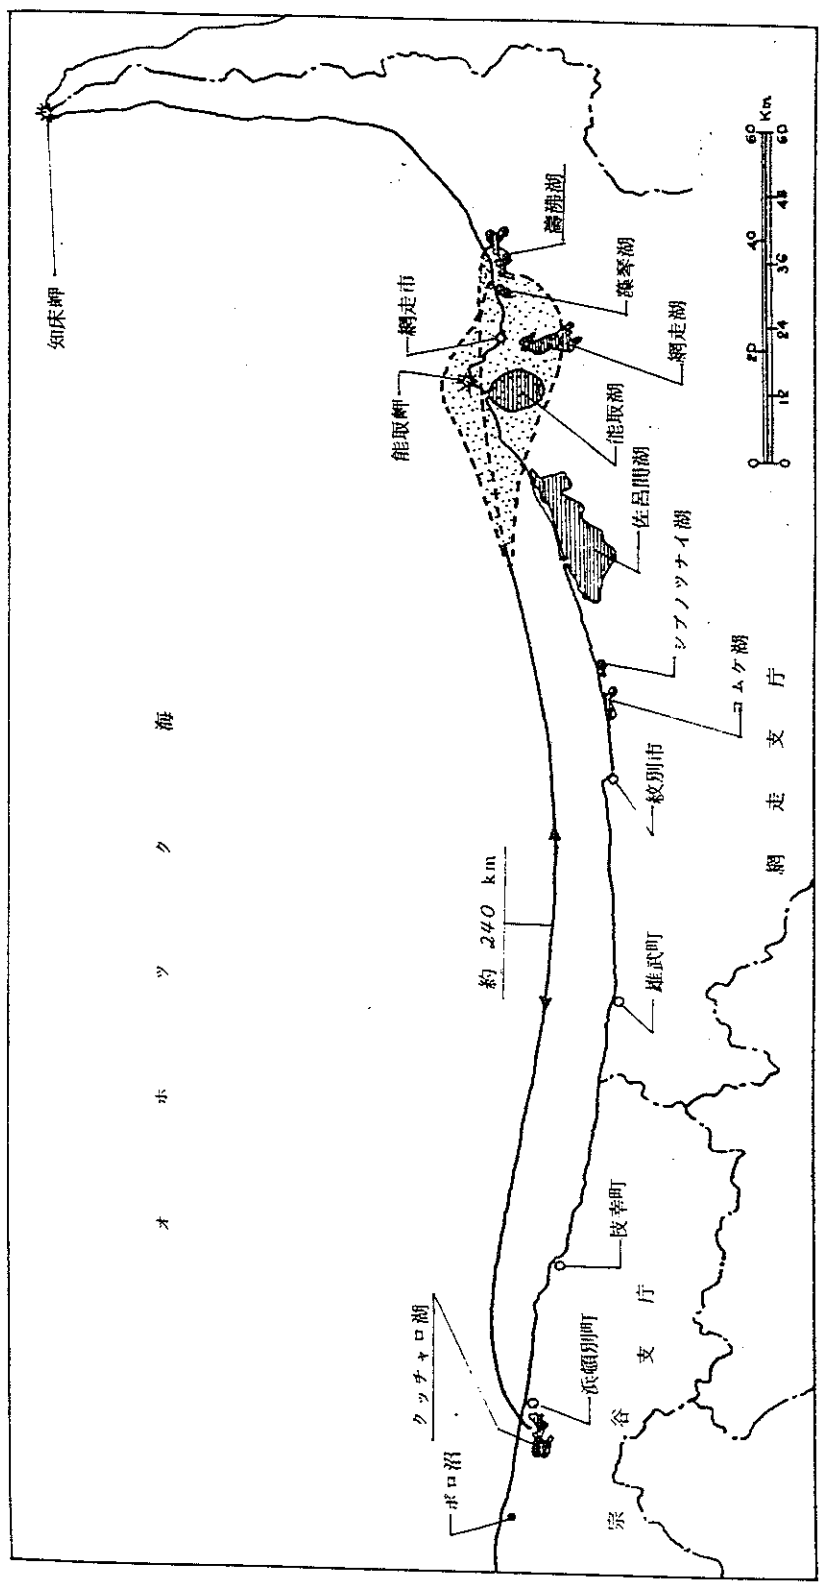 知床岬
オホツク海
能取岬
網走市
濤沸湖
藻琴湖
網走湖
能取湖
佐呂間湖
シブノツナイ湖
コムケ湖
紋別市
約 240 km
雄武町
枝幸町
クッチャロ湖
浜頓別町
ポロ沼
網走支庁
宗谷支庁
0 20 40 60 Km
0 12 24 36 48 60